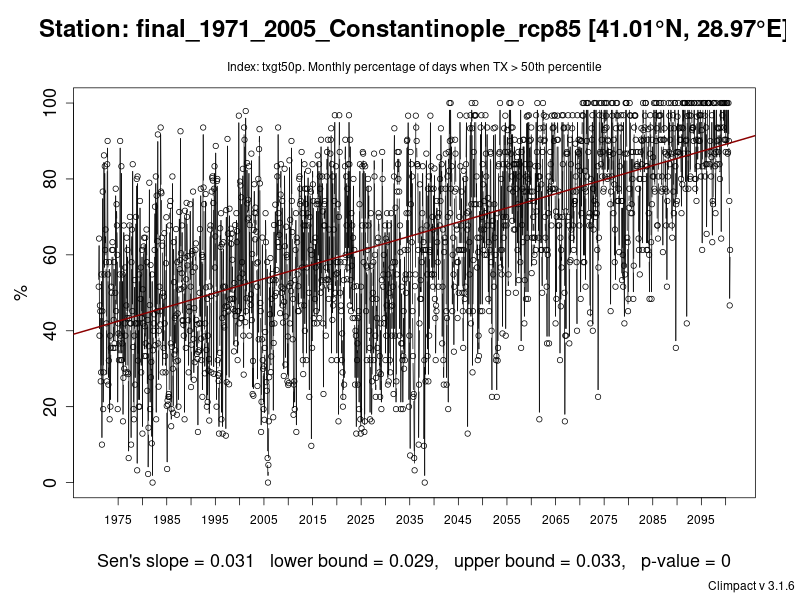 Station: final_1971_2005_Constantinople_rcp85 [41.01°N, 28.97°E]
Index: txgt50p. Monthly percentage of days when TX > 50th percentile
100
80
60
40
20
0
%
1975 1985 1995 2005 2015 2025 2035 2045 2055 2065 2075 2085 2095
Sen's slope = 0.031 lower bound = 0.029, upper bound = 0.033, p-value = 0
Climpact v 3.1.6